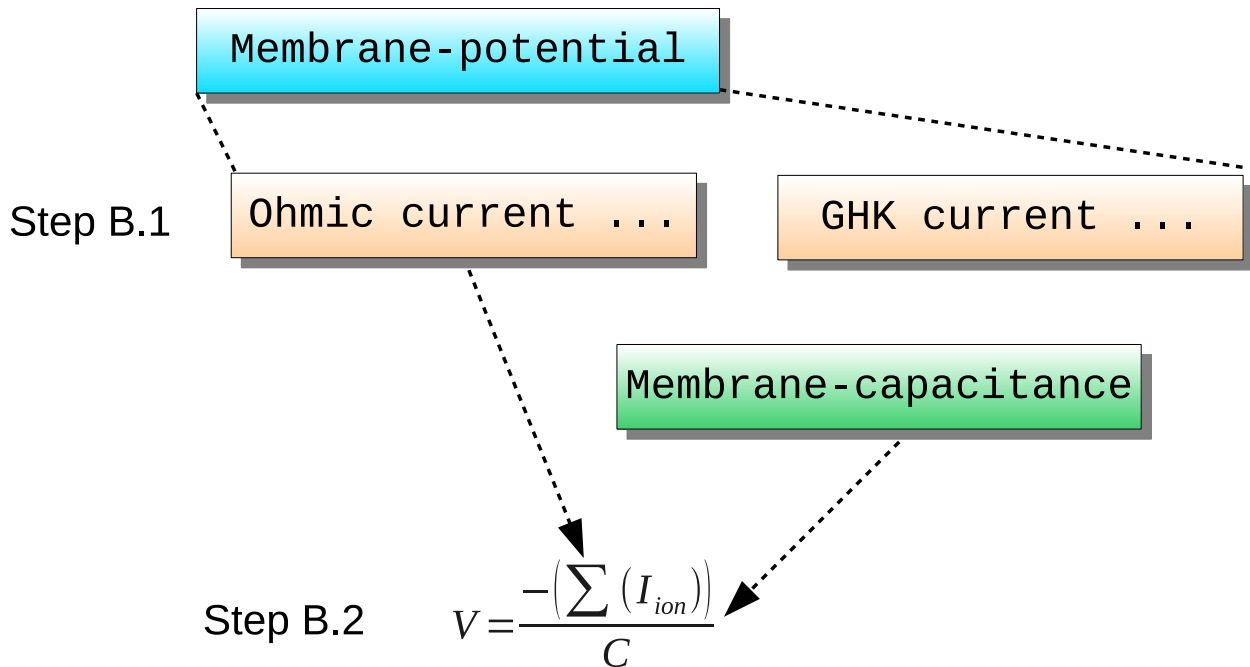 Membrane-potential
Step B.1
Ohmic current ...
GHK current ...
Membrane-capacitance
Step B.2
V = -(∑(I_ion)) / C